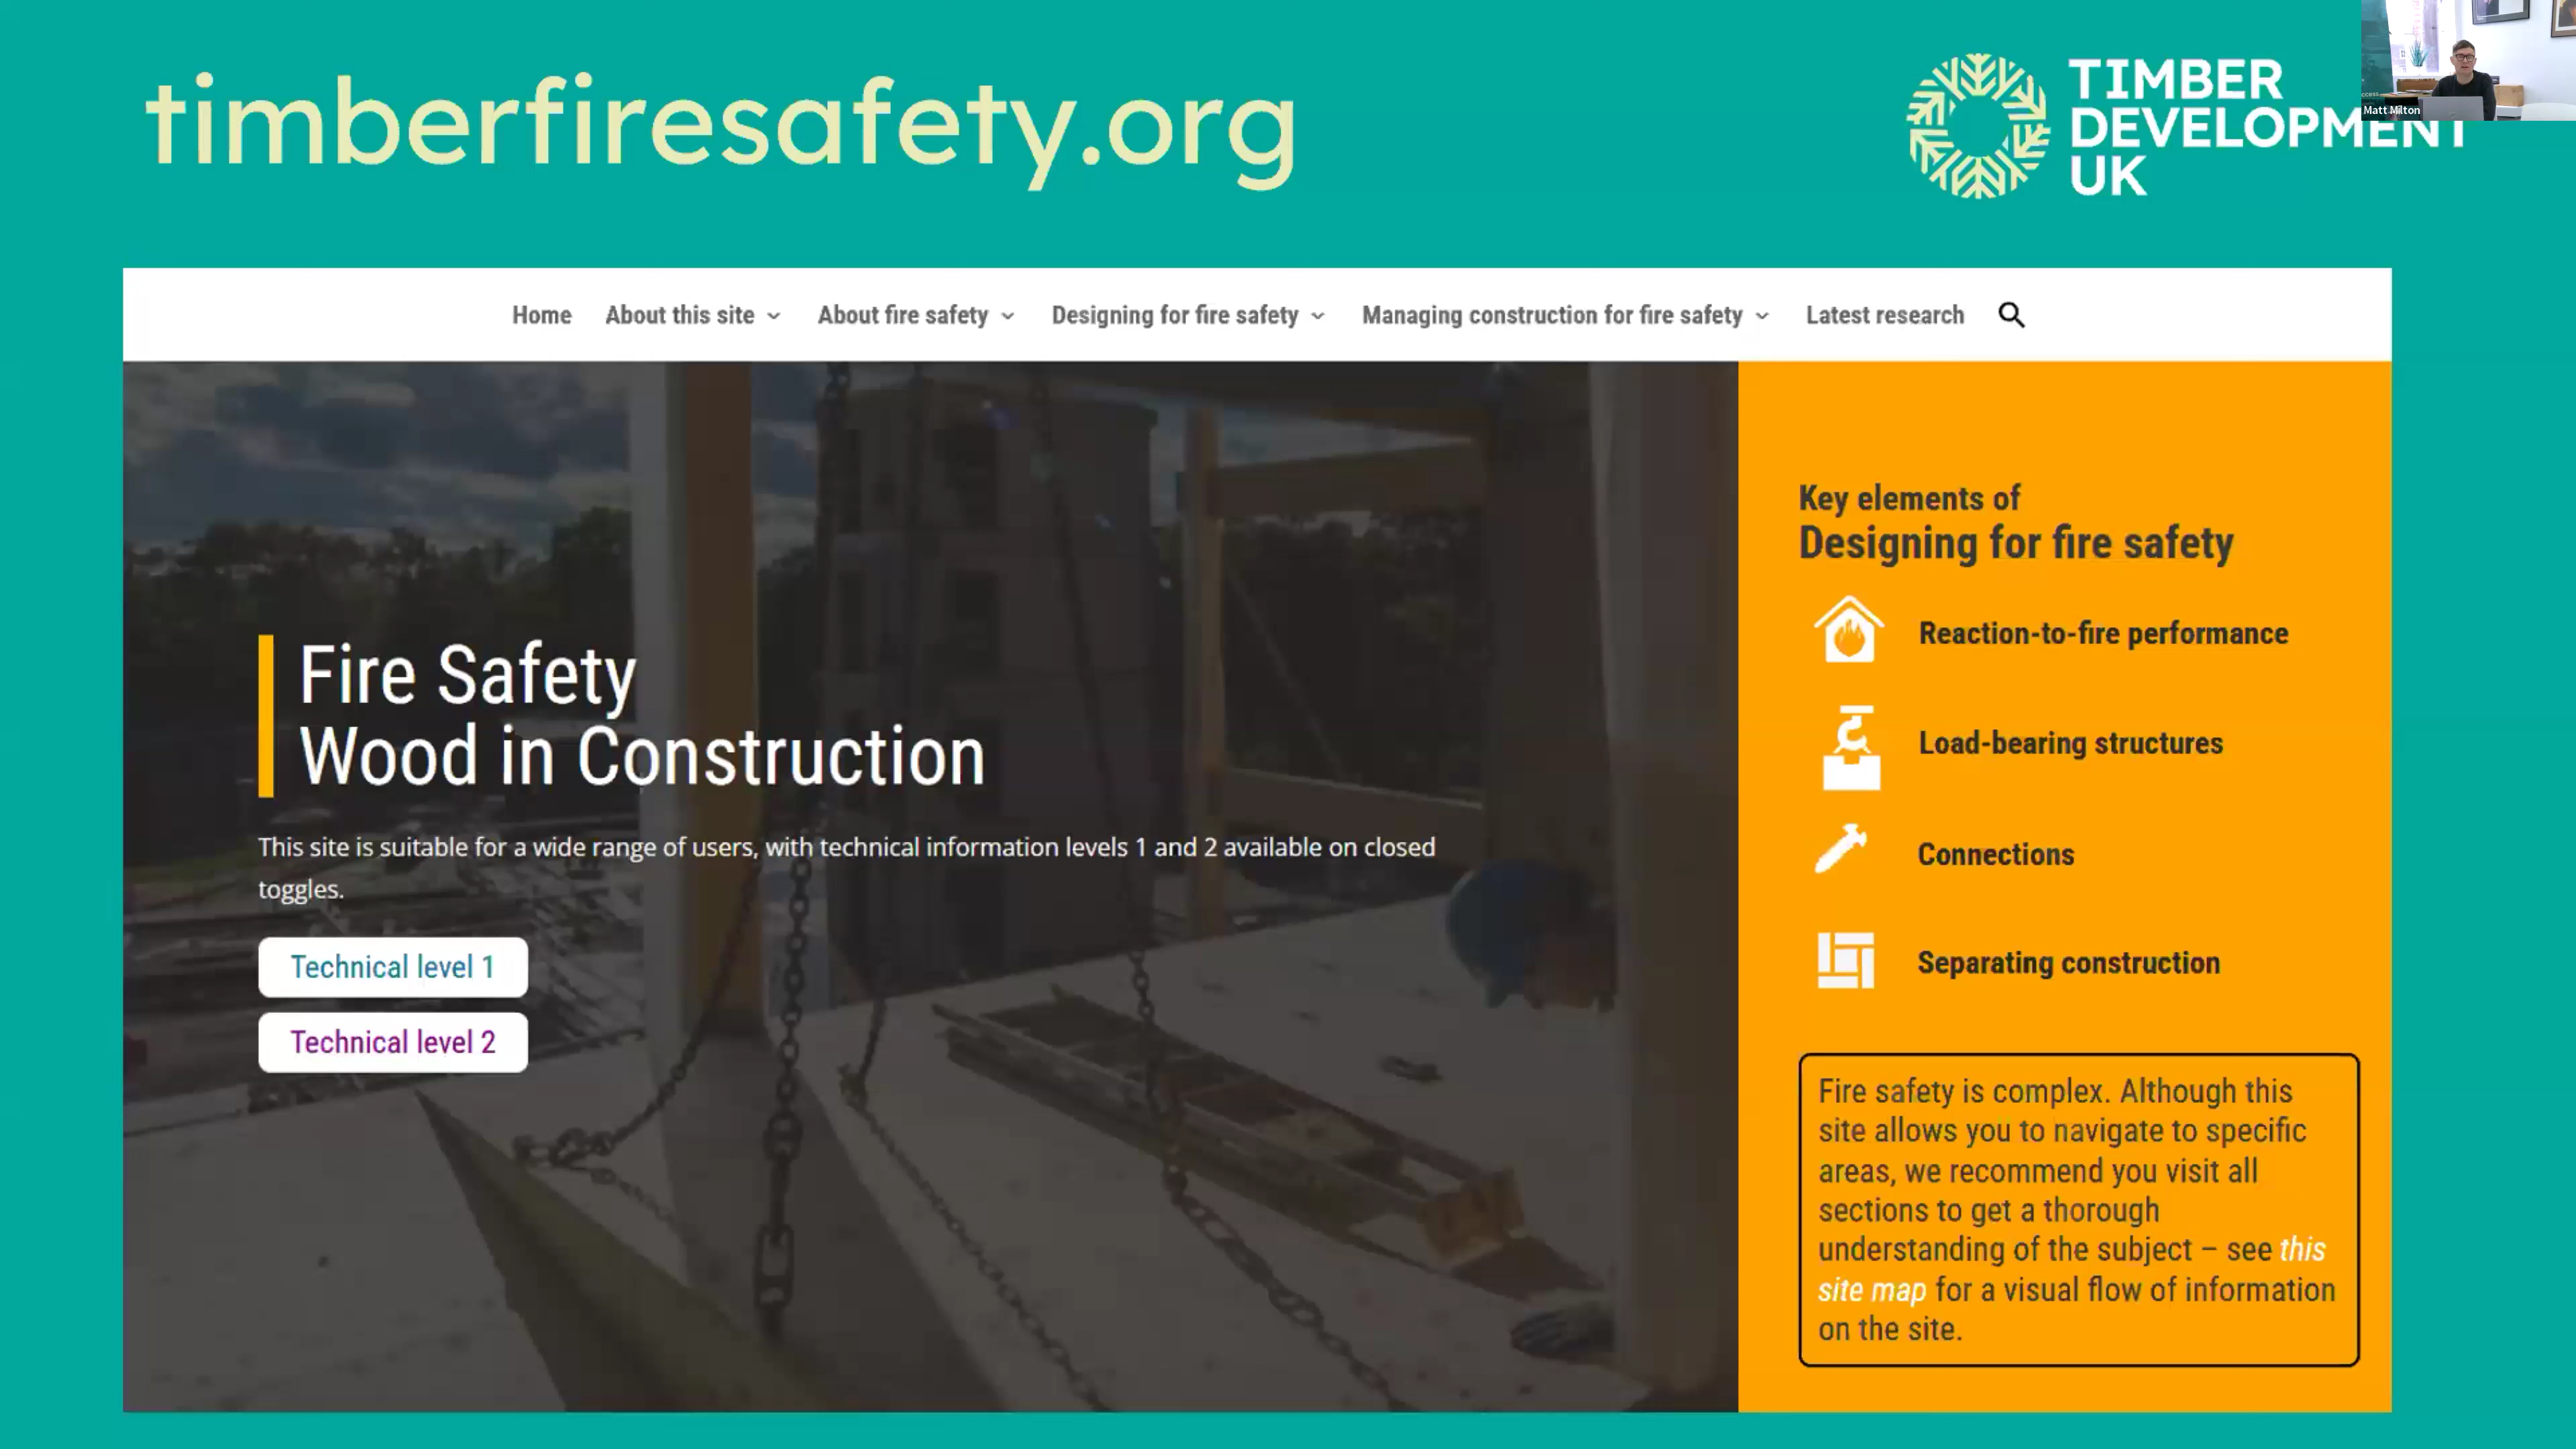 timberfiresafety.org
TIMBER
DEVELOPMENT
UK
Matt Milton
Home About this site About fire safety Designing for fire safety Managing construction for fire safety Latest research
Fire Safety
Wood in Construction
This site is suitable for a wide range of users, with technical information levels 1 and 2 available on closed
toggles.
Technical level 1
Technical level 2
Key elements of
Designing for fire safety
Reaction-to-fire performance
Load-bearing structures
Connections
Separating construction
Fire safety is complex. Although this
site allows you to navigate to specific
areas, we recommend you visit all
sections to get a thorough
understanding of the subject – see this
site map for a visual flow of information
on the site.